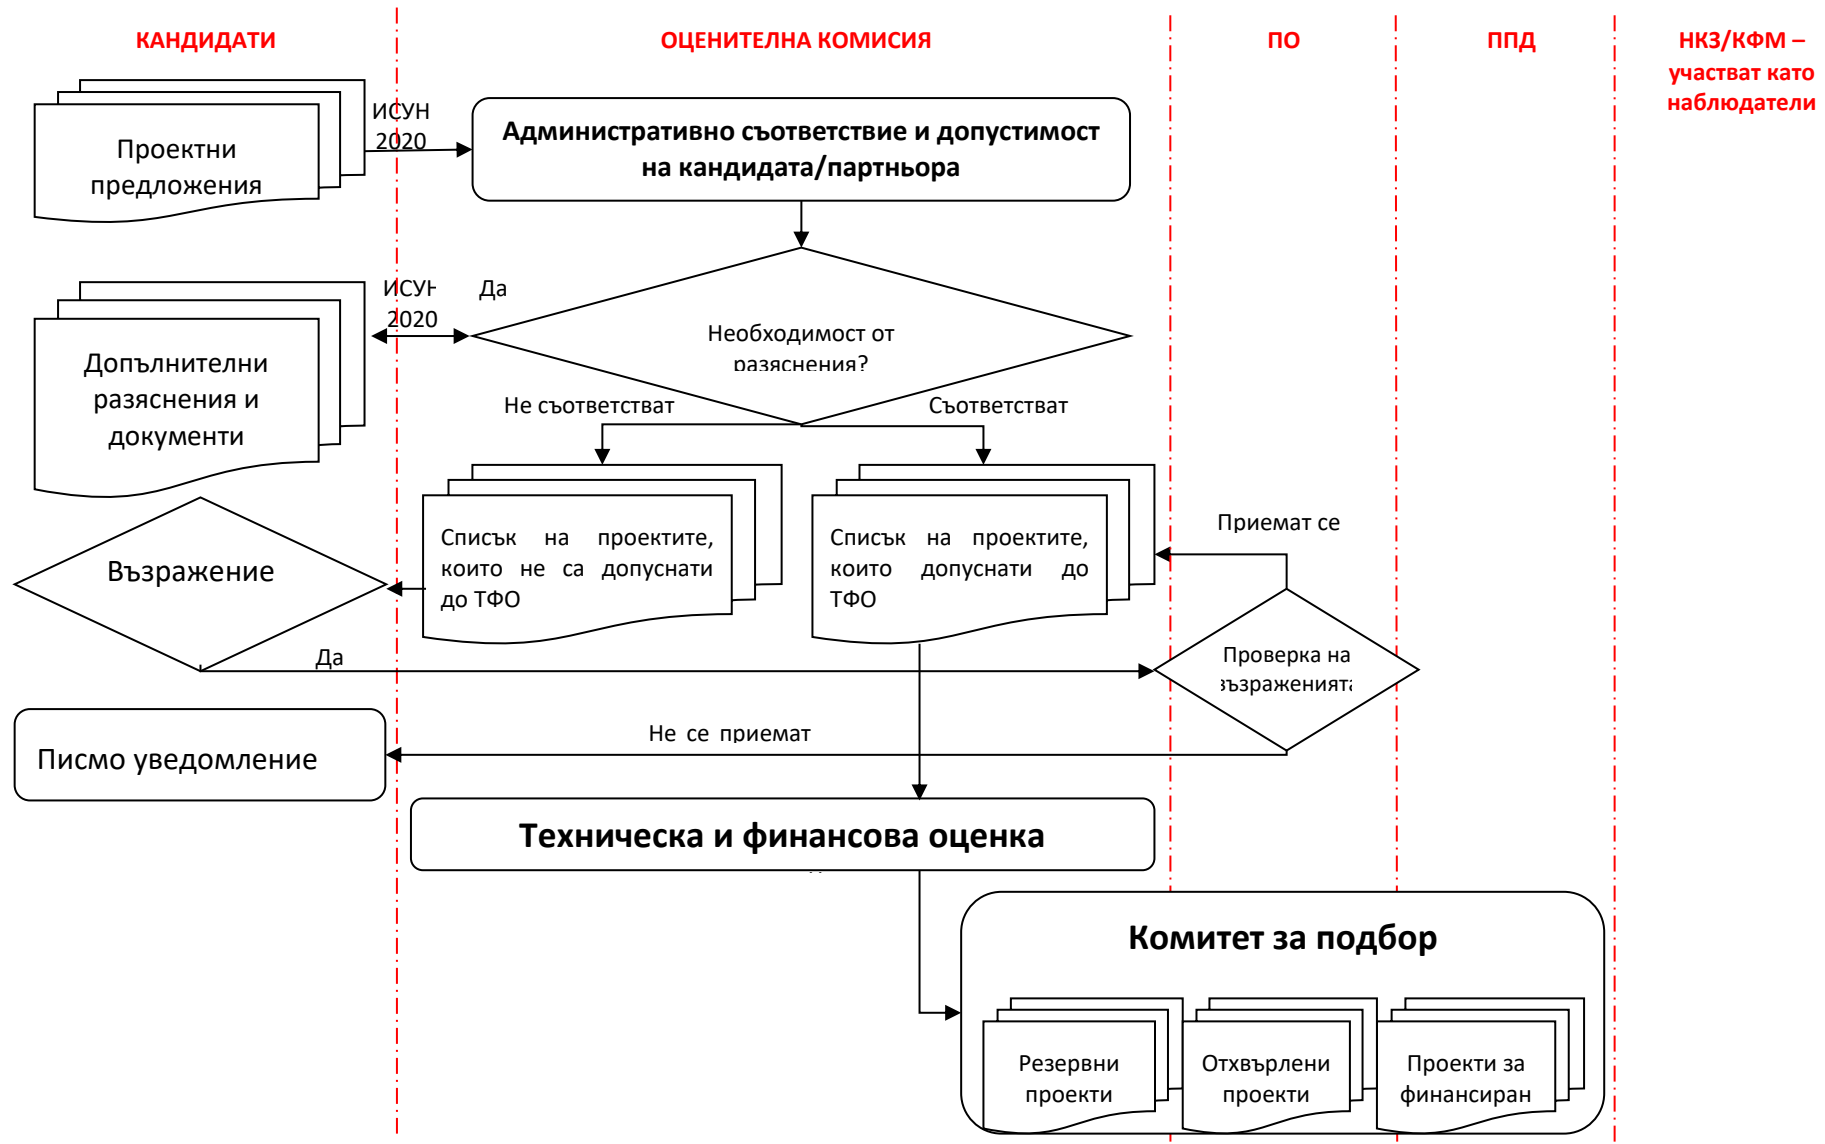 КАНДИДАТИ
ОЦЕНИТЕЛНА КОМИСИЯ
ПО
ППД
НКЗ/КФМ –
участват като
наблюдатели
Проектни
предложения
ИСУН
2020
Административно съответствие и допустимост
на кандидата/партньора
Допълнителни
разяснения и
документи
ИСУН
2020
Да
Необходимост от
разяснения?
Не съответстват
Съответстват
Възражение
Списък на проектите,
които не са допуснати
до ТФО
Списък на проектите,
които допуснати до
ТФО
Приемат се
Да
Проверка на
възраженията
Писмо уведомление
Не се приемат
Техническа и финансова оценка
Комитет за подбор
Резервни
проекти
Отхвърлени
проекти
Проекти за
финансиран